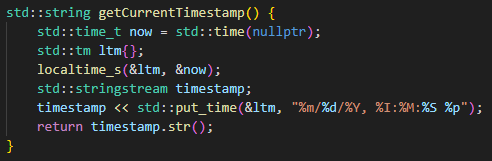 std::string getCurrentTimestamp() {
    std::time_t now = std::time(nullptr);
    std::tm ltm{};
    localtime_s(&ltm, &now);
    std::stringstream timestamp;
    timestamp << std::put_time(&ltm, "%m/%d/%Y, %I:%M:%S %p");
    return timestamp.str();
}